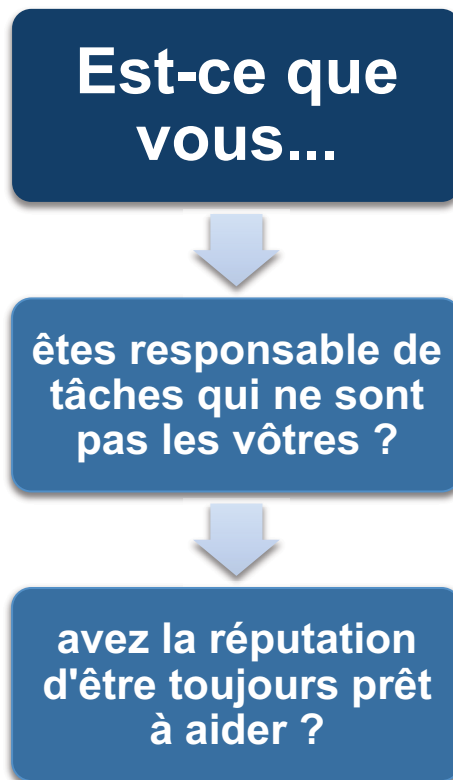 Est-ce que
vous...
êtes responsable de
tâches qui ne sont
pas les vôtres ?
avez la réputation
d'être toujours prêt
à aider ?